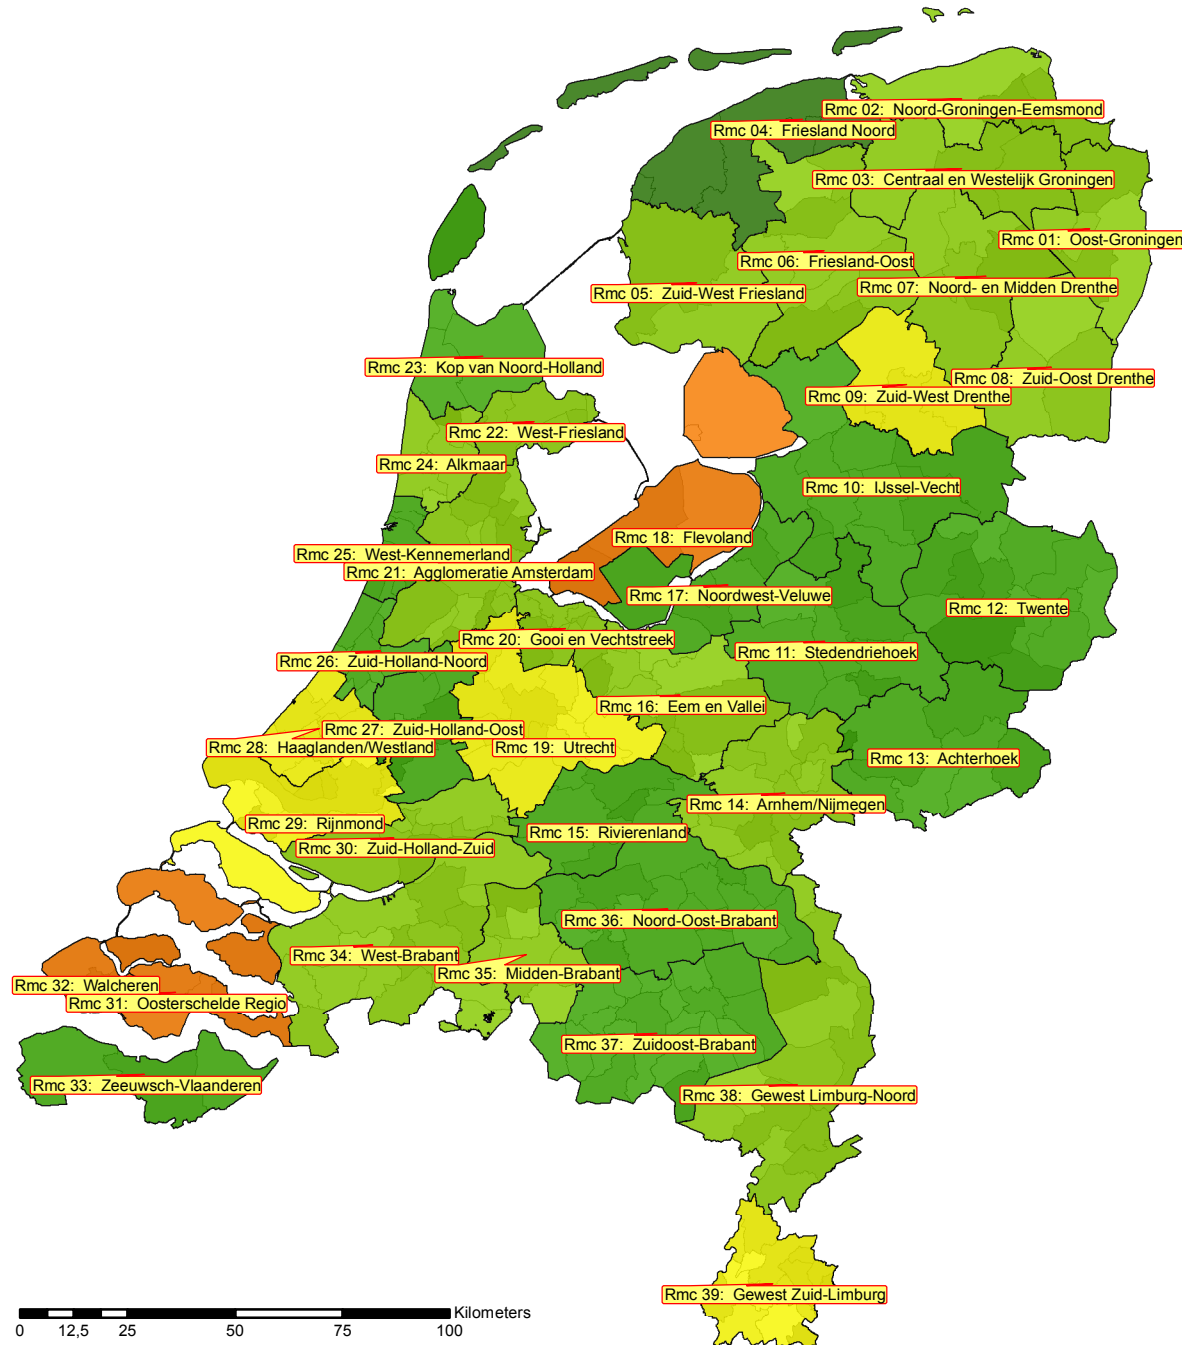 Rmc 02: Noord-Groningen-Eemsmond
Rmc 04: Friesland Noord
Rmc 03: Centraal en Westelijk Groningen
Rmc 01: Oost-Groningen
Rmc 06: Friesland-Oost
Rmc 07: Noord- en Midden Drenthe
Rmc 05: Zuid-West Friesland
Rmc 23: Kop van Noord-Holland
Rmc 08: Zuid-Oost Drenthe
Rmc 09: Zuid-West Drenthe
Rmc 22: West-Friesland
Rmc 24: Alkmaar
Rmc 10: IJssel-Vecht
Rmc 18: Flevoland
Rmc 25: West-Kennemerland
Rmc 21: Agglomeratie Amsterdam
Rmc 17: Noordwest-Veluwe
Rmc 12: Twente
Rmc 20: Gooi en Vechtstreek
Rmc 11: Stedendriehoek
Rmc 26: Zuid-Holland-Noord
Rmc 16: Eem en Vallei
Rmc 27: Zuid-Holland-Oost
Rmc 28: Haaglanden/Westland
Rmc 19: Utrecht
Rmc 13: Achterhoek
Rmc 14: Arnhem/Nijmegen
Rmc 29: Rijnmond
Rmc 15: Rivierenland
Rmc 30: Zuid-Holland-Zuid
Rmc 36: Noord-Oost-Brabant
Rmc 34: West-Brabant
Rmc 35: Midden-Brabant
Rmc 32: Walcheren
Rmc 31: Oosterschelde Regio
Rmc 37: Zuidoost-Brabant
Rmc 33: Zeeuwsch-Vlaanderen
Rmc 38: Gewest Limburg-Noord
Rmc 39: Gewest Zuid-Limburg
Kilometers
0 12,5 25 50 75 100